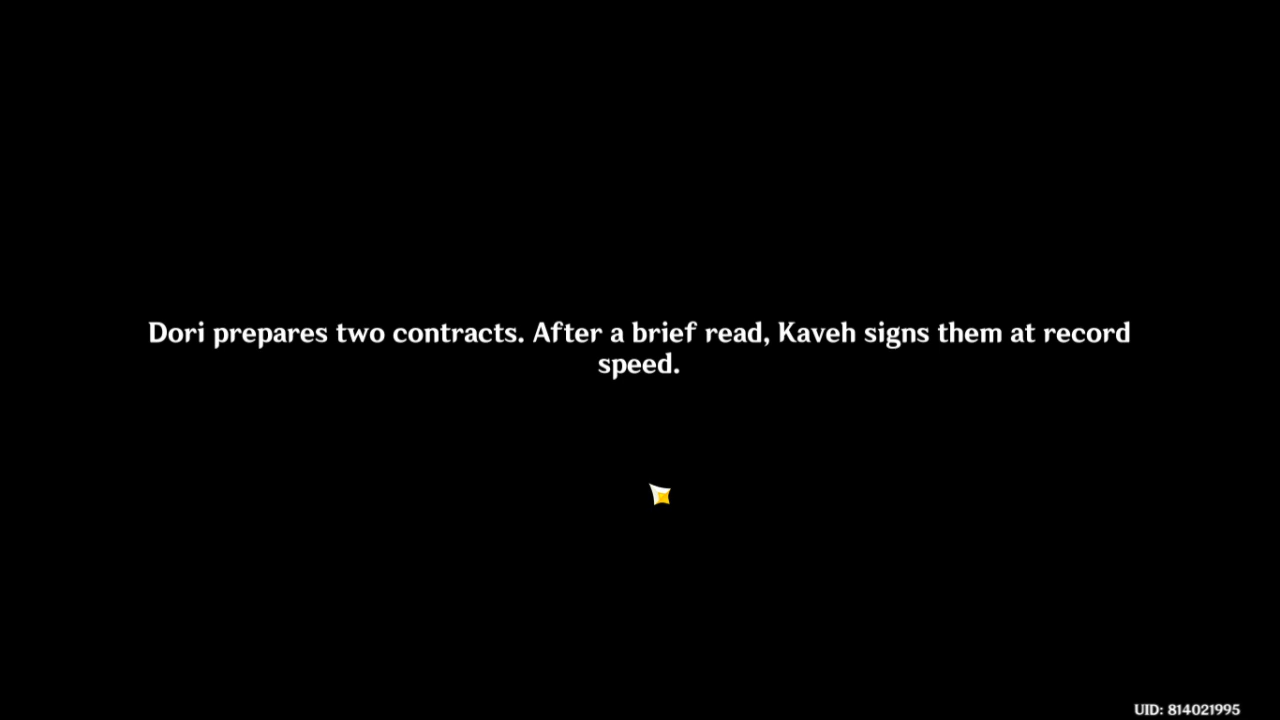 Dori prepares two contracts. After a brief read, Kaveh signs them at record
speed.
UID: 814021995